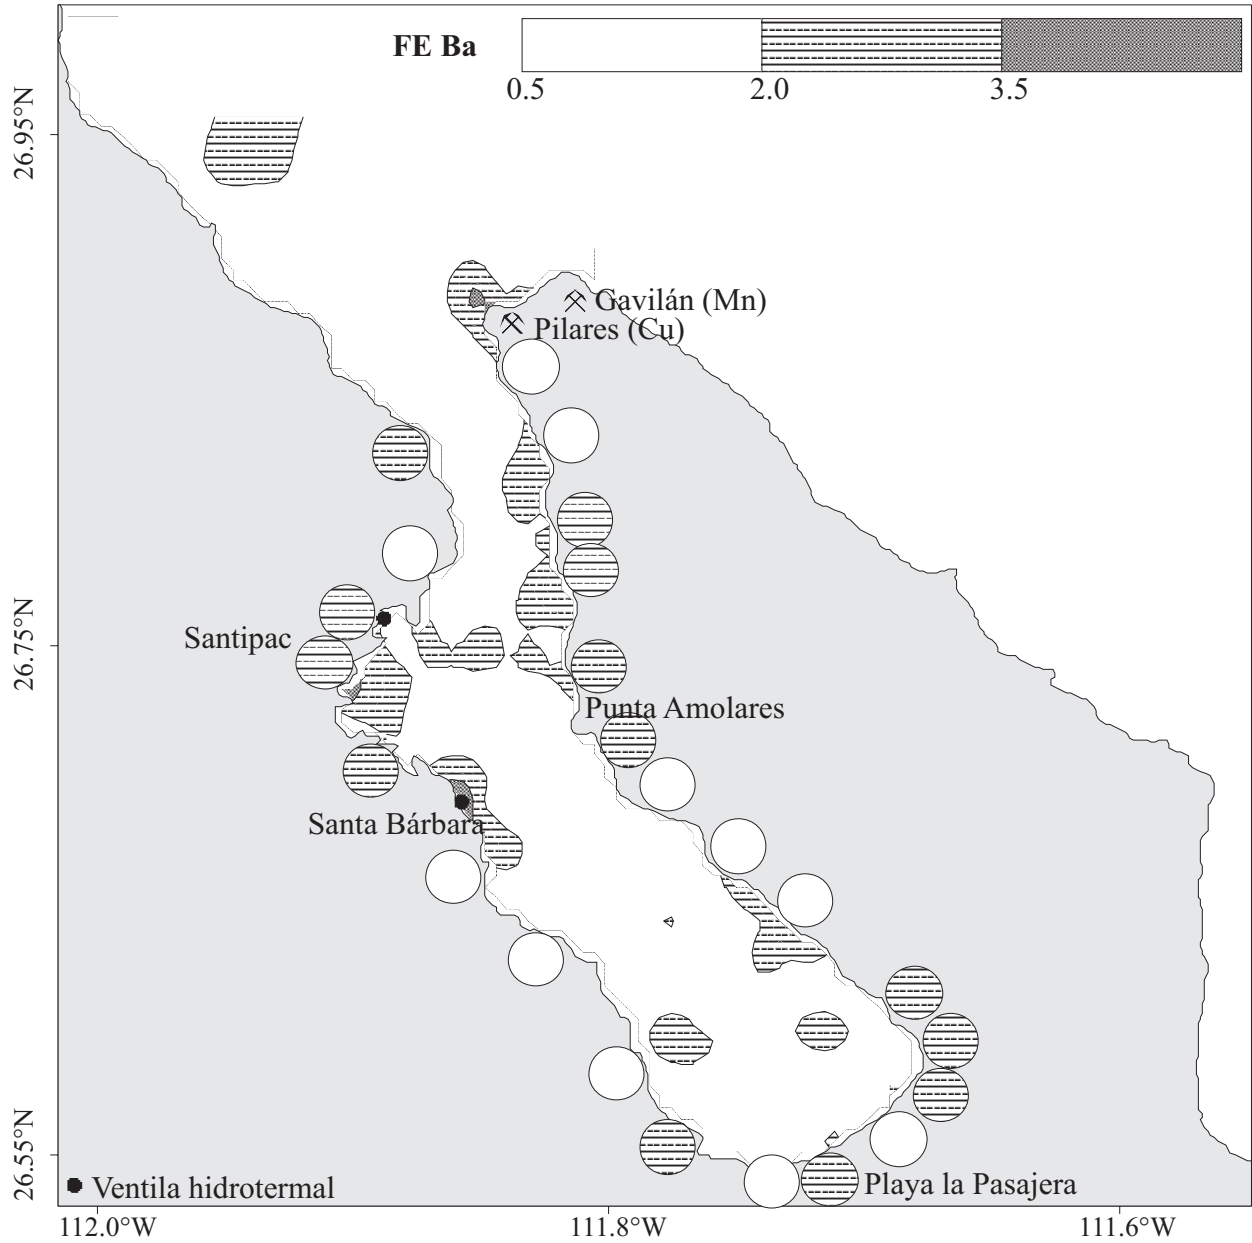 FE Ba
0.5 2.0 3.5
26.95°N
Gavilán (Mn)
Pilares (Cu)
Santipac
26.75°N
Punta Amolares
Santa Bárbara
26.55°N
Ventila hidrotermal
Playa la Pasajera
112.0°W 111.8°W 111.6°W